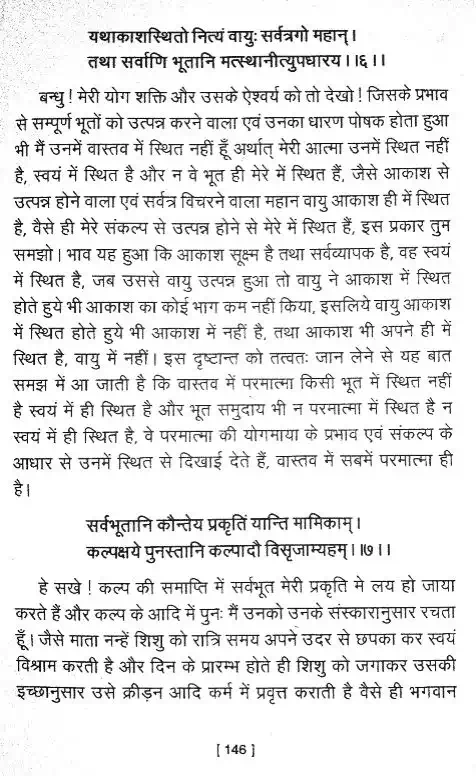 यथाकाशस्थितो नित्यं वायुः सर्वत्रगो महान्।
तथा सर्वाणि भूतानि मत्स्थानीत्युपधारय।।६।।
बन्धु! मेरी योग शक्ति और उसके ऐश्वर्य को तो देखो! जिसके प्रभाव
से सम्पूर्ण भूतों को उत्पन्न करने वाला एवं उनका धारण पोषक होता हुआ
भी मैं उनमें वास्तव में स्थित नहीं हूँ अर्थात् मेरी आत्मा उनमें स्थित नहीं
है, स्वयं में स्थित है और न वे भूत ही मेरे में स्थित हैं, जैसे आकाश से
उत्पन्न होने वाला एवं सर्वत्र विचरने वाला महान वायु आकाश ही में स्थित
है, वैसे ही मेरे संकल्प से उत्पन्न होने से मेरे में स्थित हैं, इस प्रकार तुम
समझो। भाव यह हुआ कि आकाश सूक्ष्म है तथा सर्वव्यापक है, वह स्वयं
में स्थित है, जब उससे वायु उत्पन्न हुआ तो वायु ने आकाश में स्थित
होते हुये भी आकाश का कोई भाग कम नहीं किया, इसलिये वायु आकाश
में स्थित होते हुये भी आकाश में नहीं है, तथा आकाश भी अपने ही में
स्थित है, वायु में नहीं। इस दृष्टान्त को तत्वतः जान लेने से यह बात
समझ में आ जाती है कि वास्तव में परमात्मा किसी भूत में स्थित नहीं
है स्वयं में ही स्थित है और भूत समुदाय भी न परमात्मा में स्थित है न
स्वयं में ही स्थित है, वे परमात्मा की योगमाया के प्रभाव एवं संकल्प के
आधार से उनमें स्थित से दिखाई देते हैं, वास्तव में सबमें परमात्मा ही
है।
सर्वभूतानि कौन्तेय प्रकृतिं यान्ति मामिकाम्।
कल्पक्षये पुनस्तानि कल्पादौ विसृजाम्यहम्।।७।।
हे सखे! कल्प की समाप्ति में सर्वभूत मेरी प्रकृति मे लय हो जाया
करते हैं और कल्प के आदि में पुनः मैं उनको उनके संस्कारानुसार रचता
हूँ। जैसे माता नन्हें शिशु को रात्रि समय अपने उदर से छपका कर स्वयं
विश्राम करती है और दिन के प्रारम्भ होते ही शिशु को जगाकर उसकी
इच्छानुसार उसे क्रीड़न आदि कर्म में प्रवृत्त कराती है वैसे ही भगवान
[ 146 ]